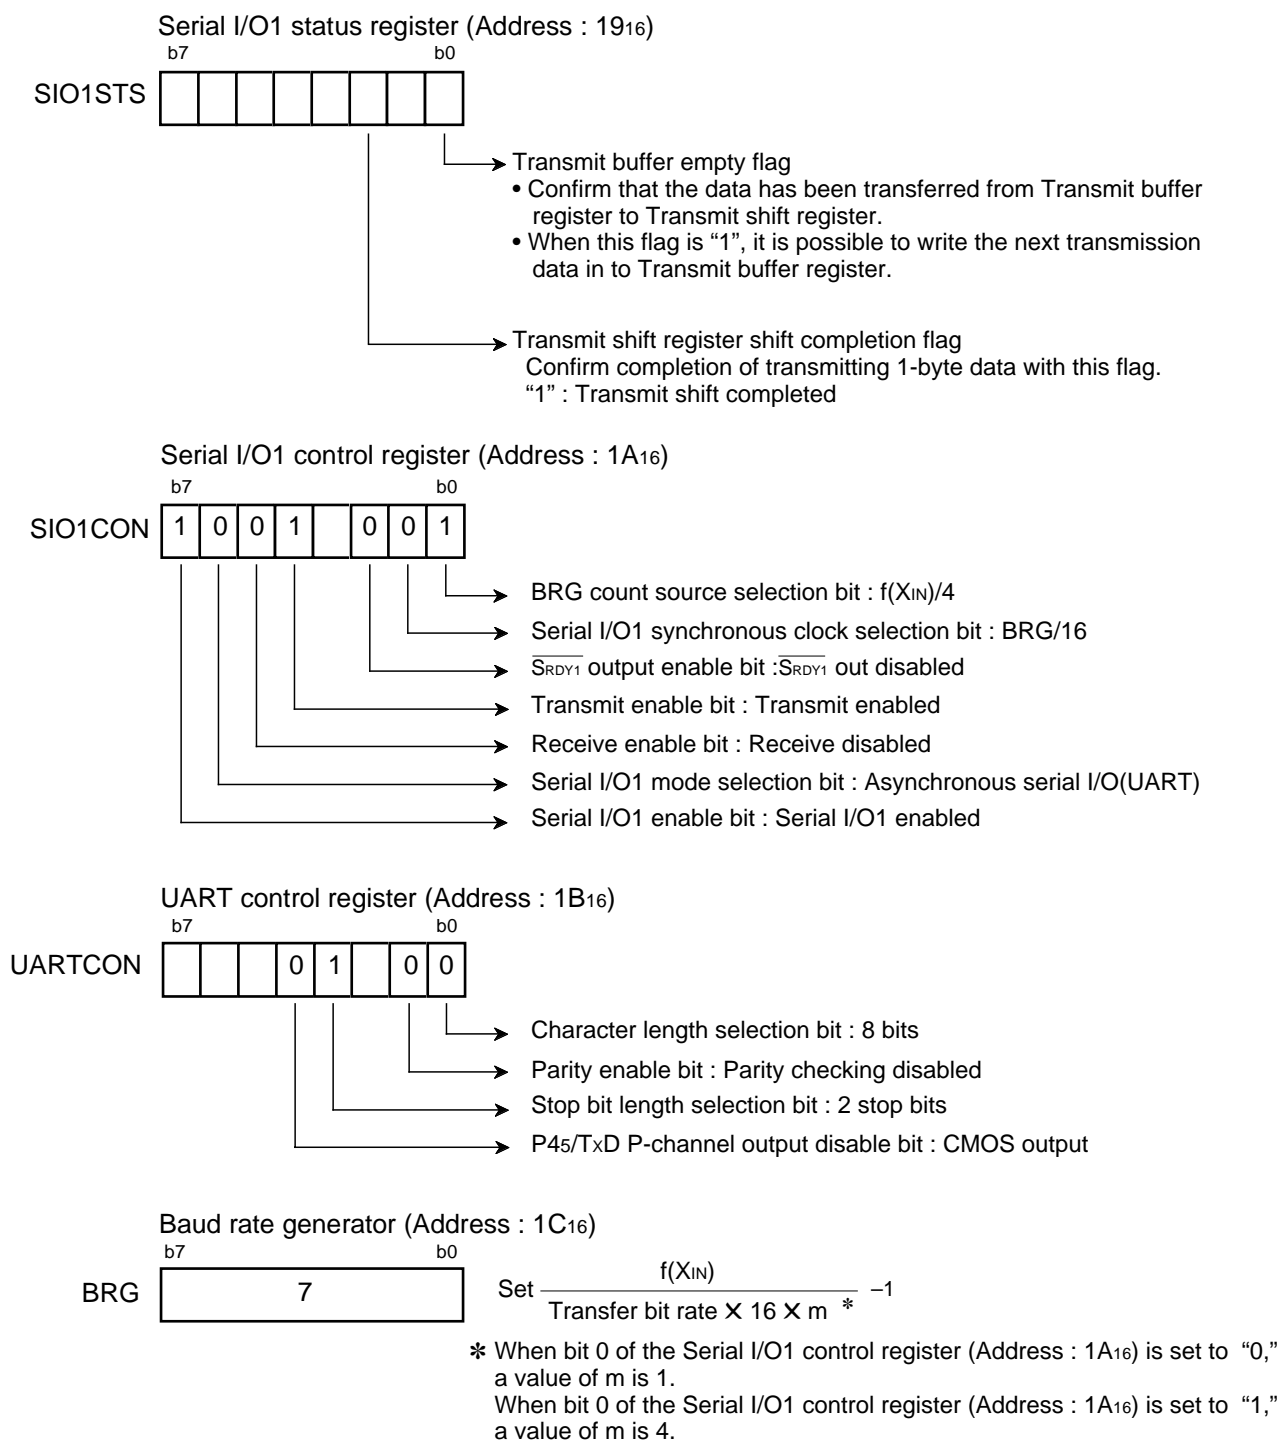 Serial I/O1 status register (Address : 1916)
b7 b0
SIO1STS
Transmit buffer empty flag
• Confirm that the data has been transferred from Transmit buffer
register to Transmit shift register.
• When this flag is “1”, it is possible to write the next transmission
data in to Transmit buffer register.
Transmit shift register shift completion flag
Confirm completion of transmitting 1-byte data with this flag.
“1” : Transmit shift completed
Serial I/O1 control register (Address : 1A16)
b7 b0
SIO1CON 1 0 0 1 0 0 1
BRG count source selection bit : f(XIN)/4
Serial I/O1 synchronous clock selection bit : BRG/16
SRDY1 output enable bit :SRDY1 out disabled
Transmit enable bit : Transmit enabled
Receive enable bit : Receive disabled
Serial I/O1 mode selection bit : Asynchronous serial I/O(UART)
Serial I/O1 enable bit : Serial I/O1 enabled
UART control register (Address : 1B16)
b7 b0
UARTCON 0 1 0 0
Character length selection bit : 8 bits
Parity enable bit : Parity checking disabled
Stop bit length selection bit : 2 stop bits
P45/TXD P-channel output disable bit : CMOS output
Baud rate generator (Address : 1C16)
b7 b0
BRG 7
f(XIN)
Set –1
Transfer bit rate ✕ 16 ✕ m ✻
✻ When bit 0 of the Serial I/O1 control register (Address : 1A16) is set to “0,”
a value of m is 1.
When bit 0 of the Serial I/O1 control register (Address : 1A16) is set to “1,”
a value of m is 4.